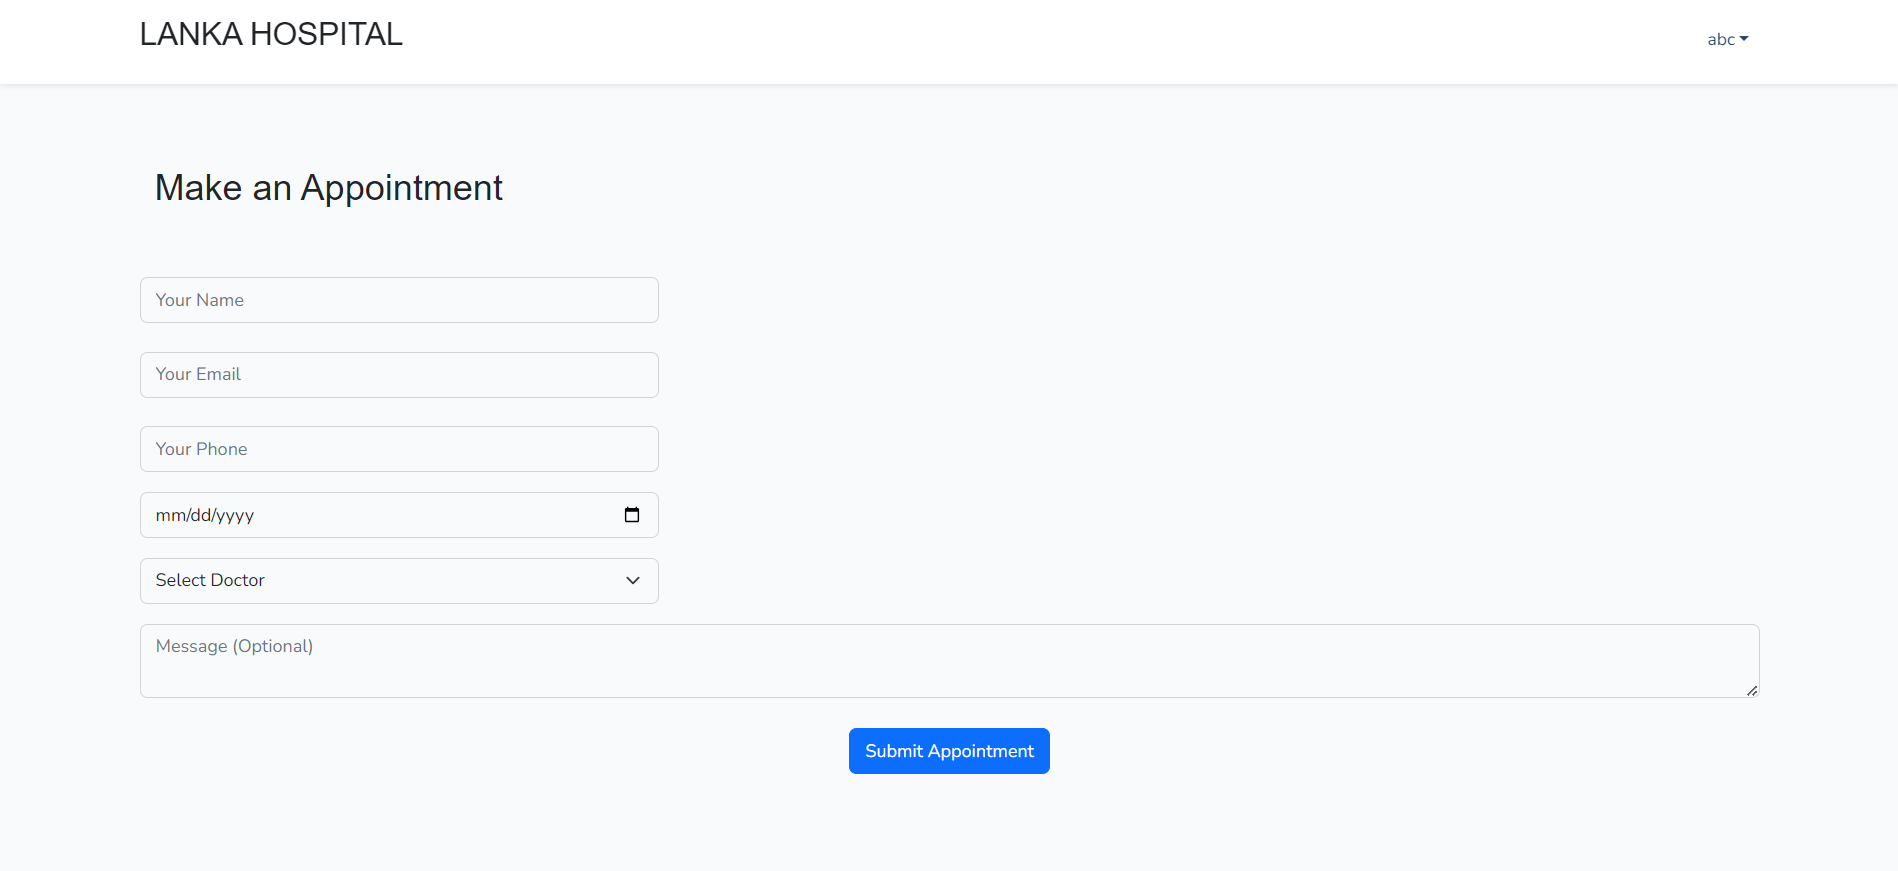 LANKA HOSPITAL
abc
Make an Appointment
Your Name
Your Email
Your Phone
mm/dd/yyyy
Select Doctor
Message (Optional)
Submit Appointment